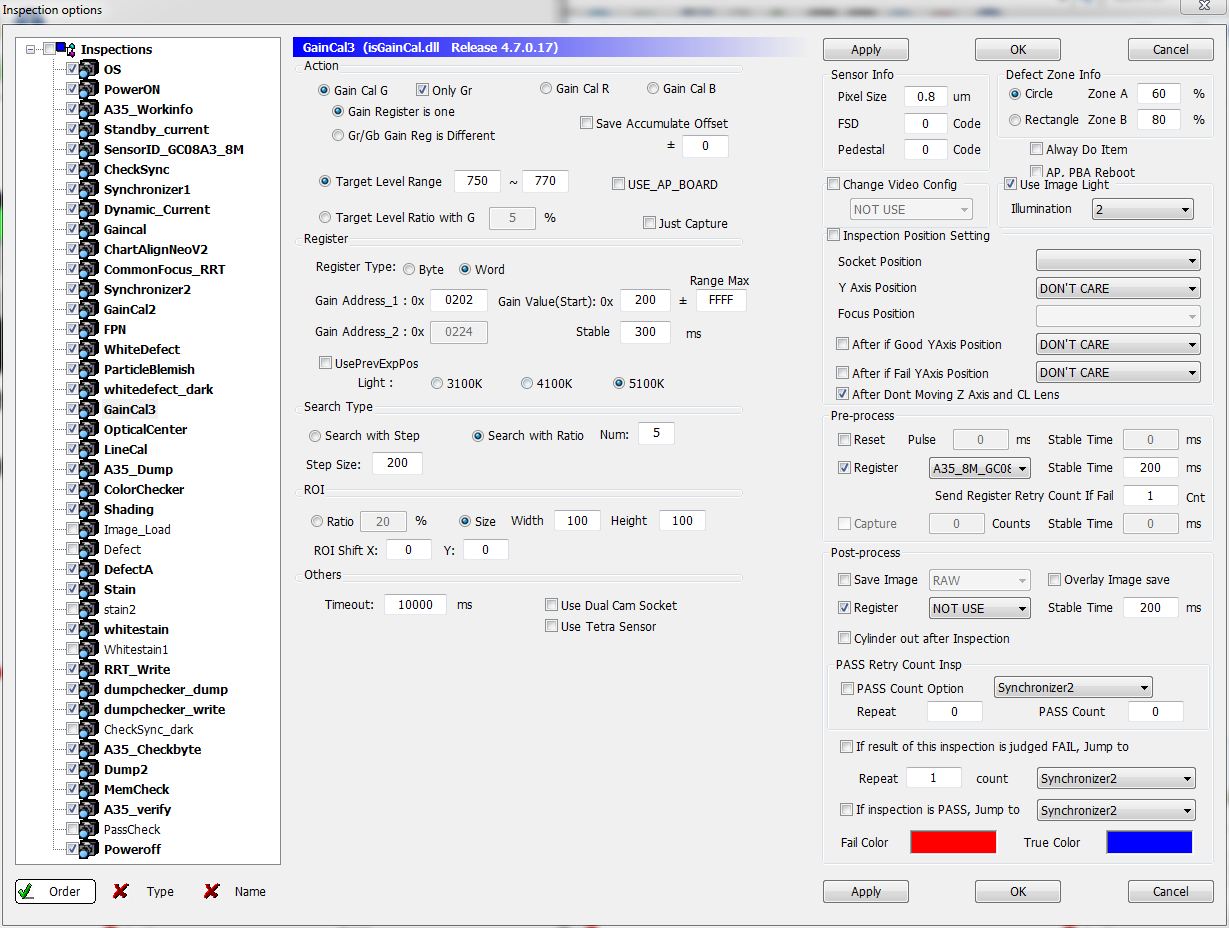 Inspection options
Inspections
OS
PowerON
A35_Workinfo
Standby_current
SensorID_GC08A3_8M
CheckSync
Synchronizer1
Dynamic_Current
Gaincal
ChartAlignNeoV2
CommonFocus_RRT
Synchronizer2
GainCal2
FPN
WhiteDefect
ParticleBlemish
whitedefect_dark
GainCal3
OpticalCenter
LineCal
A35_Dump
ColorChecker
Shading
Image_Load
Defect
DefectA
Stain
stain2
whitestain
Whitestain1
RRT_Write
dumpchecker_dump
dumpchecker_write
CheckSync_dark
A35_Checkbyte
Dump2
MemCheck
A35_verify
PassCheck
Poweroff
Order Type Name
GainCal3 (isGainCal.dll Release 4.7.0.17)
Action
Gain Cal G Only Gr Gain Cal R Gain Cal B
Gain Register is one
Save Accumulate Offset
Gr/Gb Gain Reg is Different
± 0
Target Level Range 750 ~ 770 USE_AP_BOARD
Target Level Ratio with G 5 % Just Capture
Register
Register Type: Byte Word
Range Max
Gain Address_1 : 0x 0202 Gain Value(Start): 0x 200 ± FFFF
Gain Address_2 : 0x 0224 Stable 300 ms
UsePrevExpPos
Light : 3100K 4100K 5100K
Search Type
Search with Step Search with Ratio Num: 5
Step Size: 200
ROI
Ratio 20 % Size Width 100 Height 100
ROI Shift X: 0 Y: 0
Others
Timeout: 10000 ms Use Dual Cam Socket
Use Tetra Sensor
Apply OK Cancel
Sensor Info
Pixel Size 0.8 um
FSD 0 Code
Pedestal 0 Code
Defect Zone Info
Circle Zone A 60 %
Rectangle Zone B 80 %
Alway Do Item
AP. PBA Reboot
Change Video Config
NOT USE
Use Image Light
Illumination 2
Inspection Position Setting
Socket Position
Y Axis Position DON'T CARE
Focus Position
After if Good YAxis Position DON'T CARE
After if Fail YAxis Position DON'T CARE
After Dont Moving Z Axis and CL Lens
Pre-process
Reset Pulse 0 ms Stable Time 0 ms
Register A35_8M_GC08 Stable Time 200 ms
Send Register Retry Count If Fail 1 Cnt
Capture 0 Counts Stable Time 0 ms
Post-process
Save Image RAW Overlay Image save
Register NOT USE Stable Time 200 ms
Cylinder out after Inspection
PASS Retry Count Insp
PASS Count Option Synchronizer2
Repeat 0 PASS Count 0
If result of this inspection is judged FAIL, Jump to
Repeat 1 count Synchronizer2
If inspection is PASS, Jump to Synchronizer2
Fail Color True Color
Apply OK Cancel